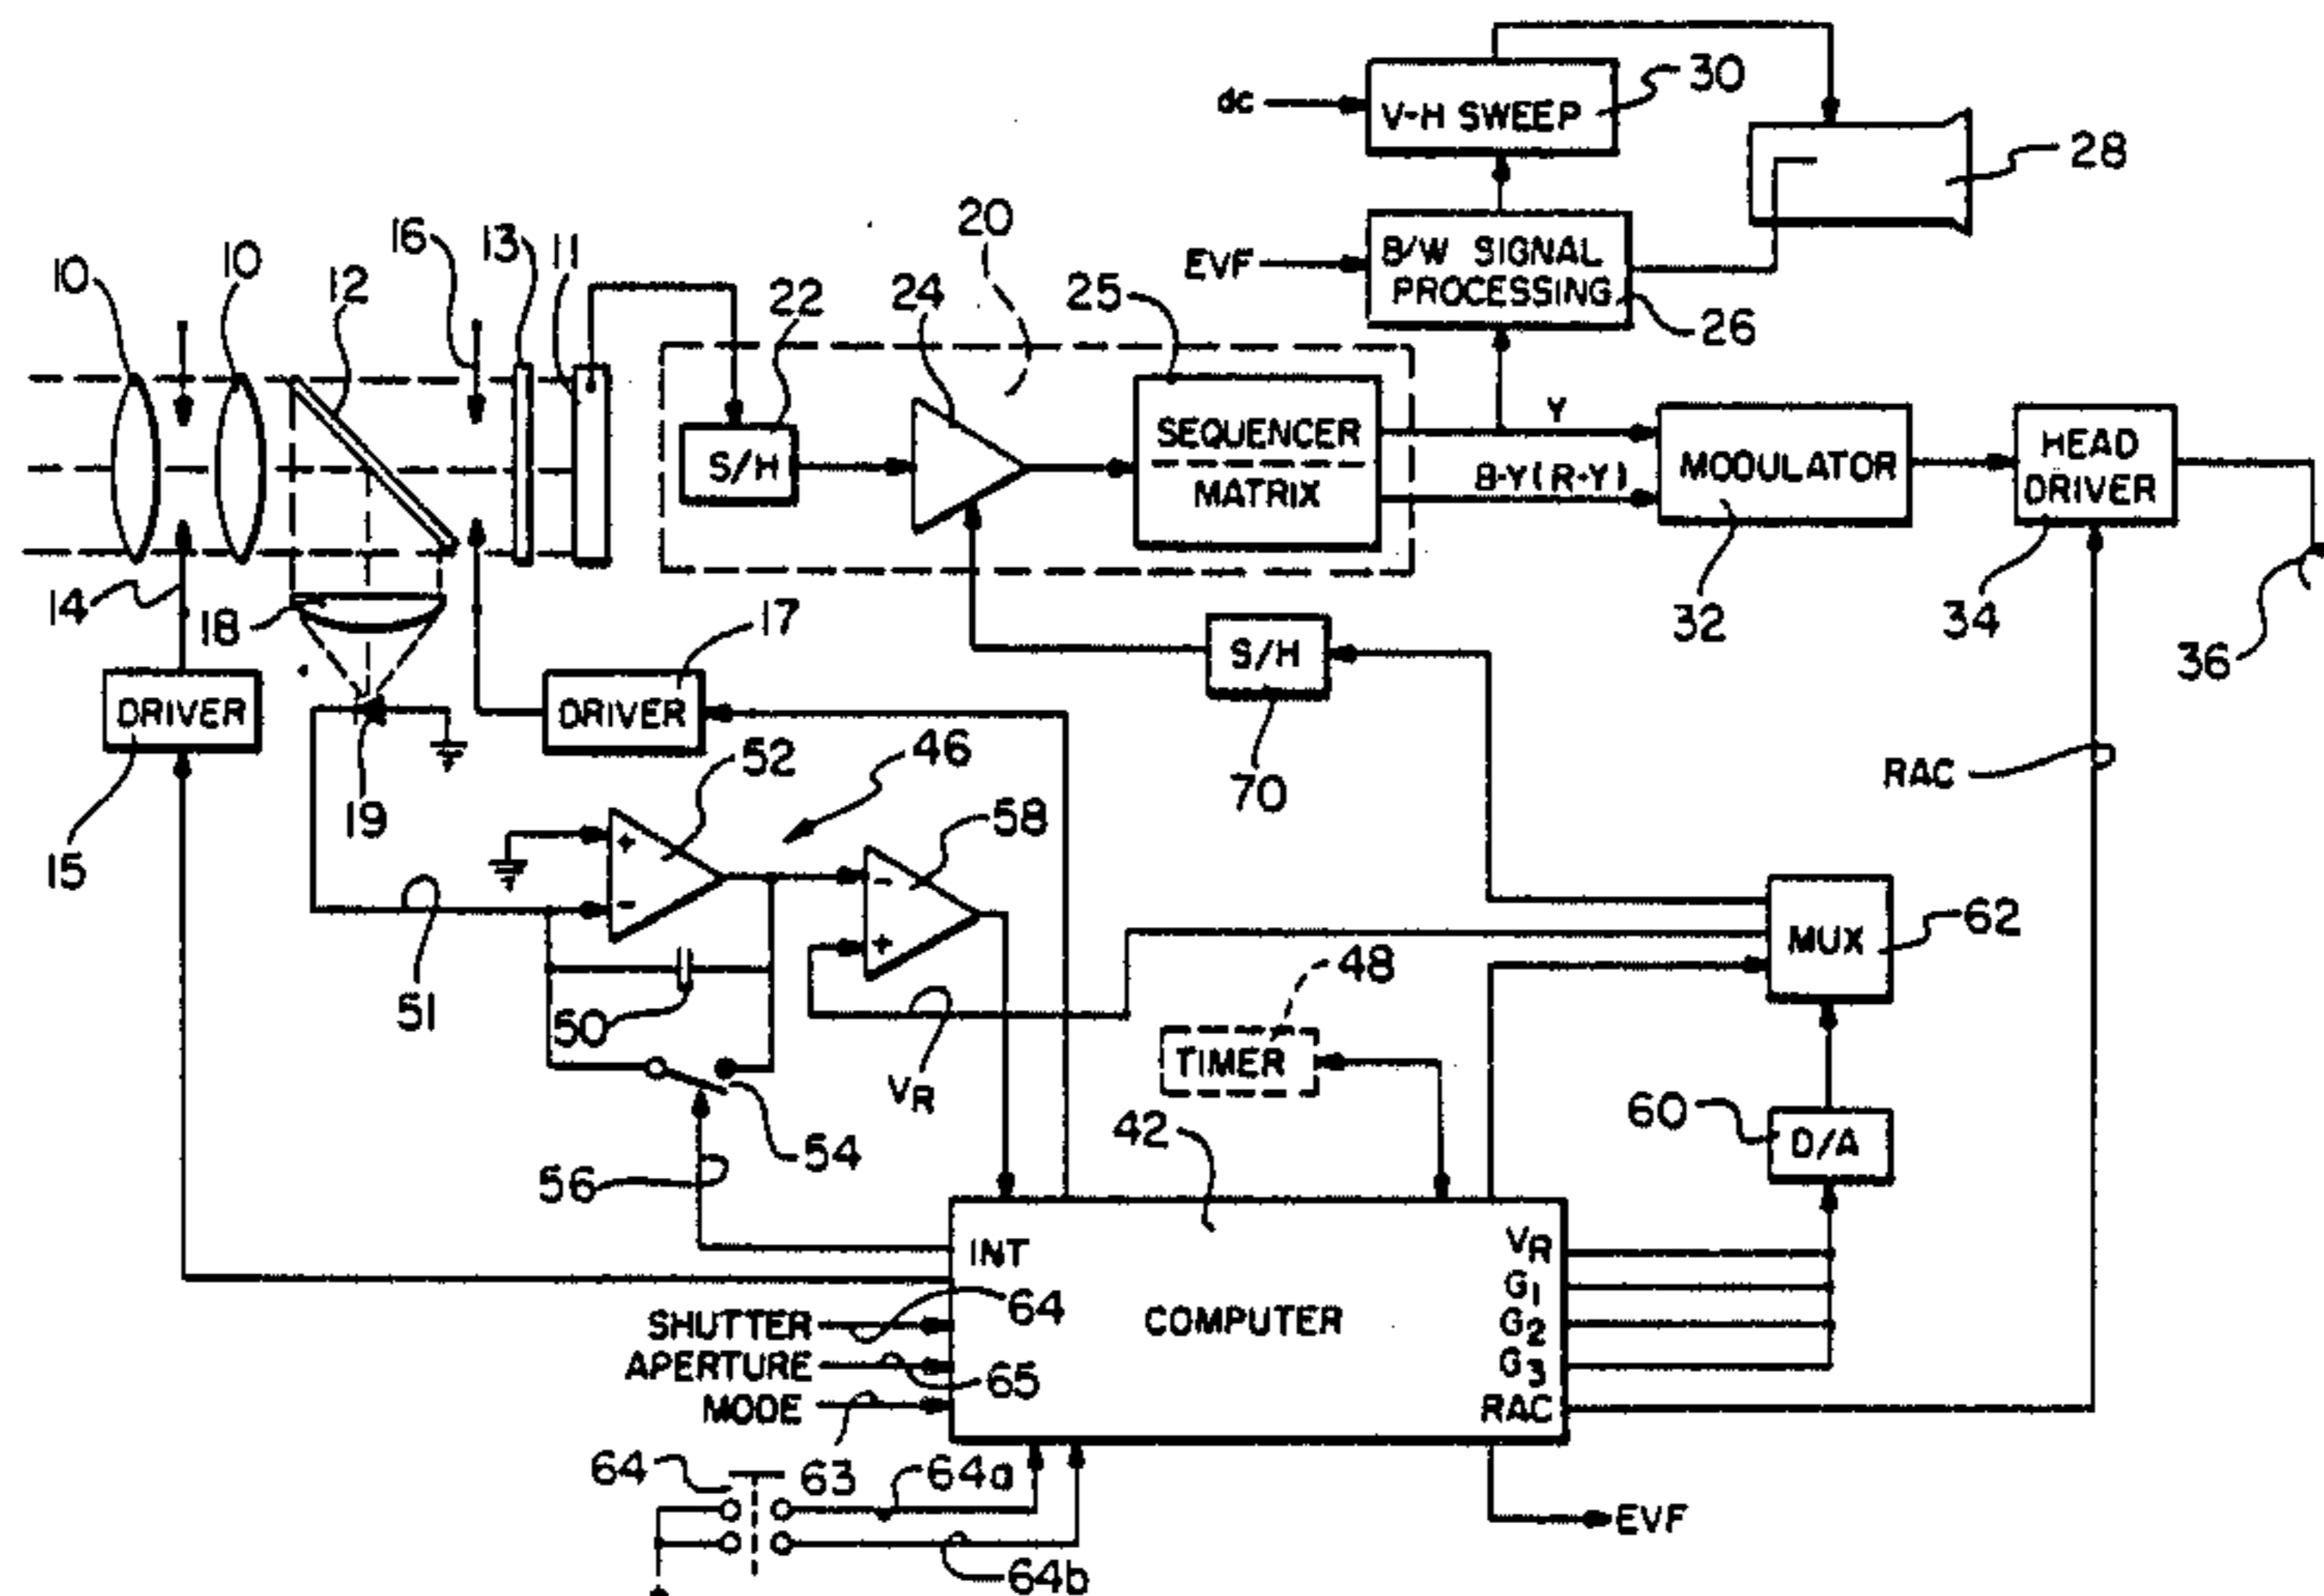 30
dc
V-H SWEEP
28
20
16
13
11
10
10
12
22
24
25
EVF
B/W SIGNAL
PROCESSING
26
S/H
SEQUENCER
MATRIX
Y
B-Y(R-Y)
MODULATOR
HEAD
DRIVER
14
18
17
32
34
36
S/H
DRIVER
DRIVER
52
46
70
RAC
19
15
58
+
-
-
+
MUX
62
48
51
50
VR
TIMER
60
D/A
54
42
56
INT
VR
G1
64
SHUTTER
COMPUTER
G2
APERTURE
65
G3
MODE
RAC
64
63
64a
EVF
64b